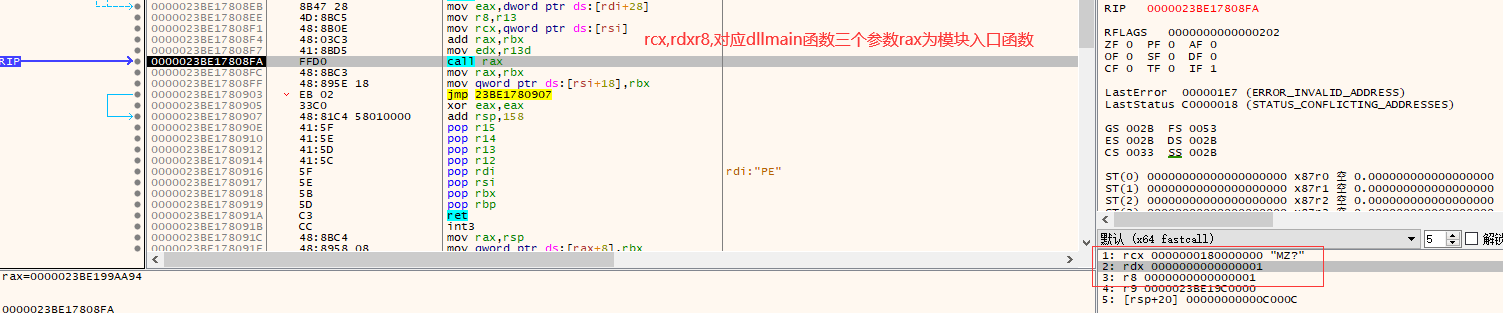 0000023BE17808EB 8B47 28 mov eax,dword ptr ds:[rdi+28]
0000023BE17808EE 4D:8BC5 mov r8,r13
0000023BE17808F1 48:8B0E mov rcx,qword ptr ds:[rsi]
0000023BE17808F4 48:03C3 add rax,rbx
0000023BE17808F7 41:8BD5 mov edx,r13d
RIP 0000023BE17808FA FFD0 call rax
0000023BE17808FC 48:8BC3 mov rax,rbx
0000023BE17808FF 48:895E 18 mov qword ptr ds:[rsi+18],rbx
0000023BE1780903 EB 02 jmp 23BE1780907
0000023BE1780905 33C0 xor eax,eax
0000023BE1780907 48:81C4 58010000 add rsp,158
0000023BE178090E 41:5F pop r15
0000023BE1780910 41:5E pop r14
0000023BE1780912 41:5D pop r13
0000023BE1780914 41:5C pop r12
0000023BE1780916 5F pop rdi rdi:"PE"
0000023BE1780917 5E pop rsi
0000023BE1780918 5B pop rbx
0000023BE1780919 5D pop rbp
0000023BE178091A C3 ret
0000023BE178091B CC int3
0000023BE178091C 48:8BC4 mov rax,rsp
0000023BE178091F 48:8958 08 mov qword ptr ds:[rax+8],rbx
rcx,rdxr8,对应dllmain函数三个参数rax为模块入口函数
rax=0000023BE199AA94
0000023BE17808FA
RIP 0000023BE17808FA
RFLAGS 0000000000000202
ZF 0 PF 0 AF 0
OF 0 SF 0 DF 0
CF 0 TF 0 IF 1
LastError 000001E7 (ERROR_INVALID_ADDRESS)
LastStatus C0000018 (STATUS_CONFLICTING_ADDRESSES)
GS 002B FS 0053
ES 002B DS 002B
CS 0033 SS 002B
ST(0) 00000000000000000000 x87r0 空 0.000000000000000000
ST(1) 00000000000000000000 x87r1 空 0.000000000000000000
ST(2) 00000000000000000000 x87r2 空 0.000000000000000000
默认 (x64 fastcall) 5 解锁
1: rcx 0000000180000000 "MZ?"
2: rdx 0000000000000001
3: r8 0000000000000001
4: r9 0000023BE19C0000
5: [rsp+20] 00000000000C000C